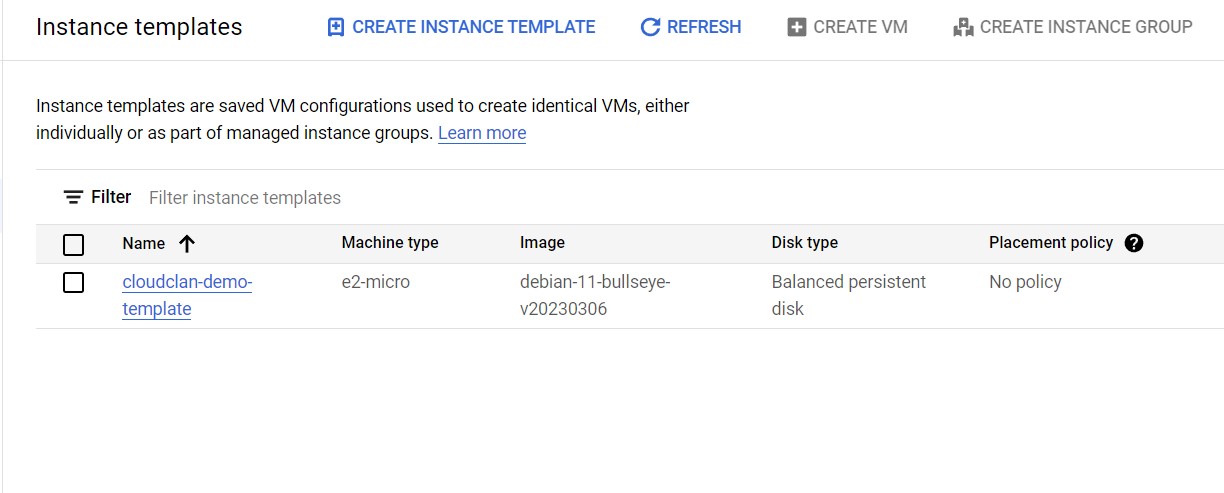 Instance templates CREATE INSTANCE TEMPLATE REFRESH CREATE VM CREATE INSTANCE GROUP
Instance templates are saved VM configurations used to create identical VMs, either
individually or as part of managed instance groups. Learn more
Filter Filter instance templates
Name Machine type Image Disk type Placement policy ?
cloudclan-demo- e2-micro debian-11-bullseye- Balanced persistent No policy
template v20230306 disk